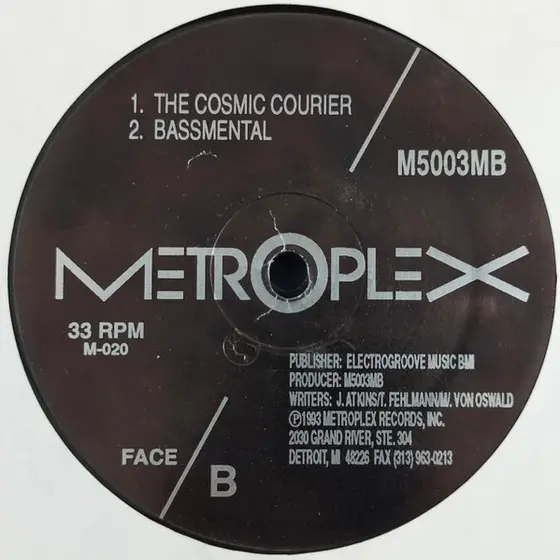 1. THE COSMIC COURIER
2. BASSMENTAL
M5003MB
METROPLEX
33 RPM
M-020
PUBLISHER: ELECTROGROOVE MUSIC BMI
PRODUCER: M5003MB
WRITERS: J. ATKINS/T. FEHLMANN/M. VON OSWALD
Ⓟ1993 METROPLEX RECORDS, INC.
2030 GRAND RIVER, STE. 304
DETROIT, MI 48226 FAX (313) 963-0213
FACE
B